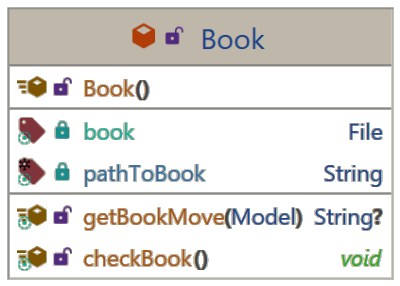 Book
Book()
book File
pathToBook String
getBookMove(Model) String?
checkBook() void